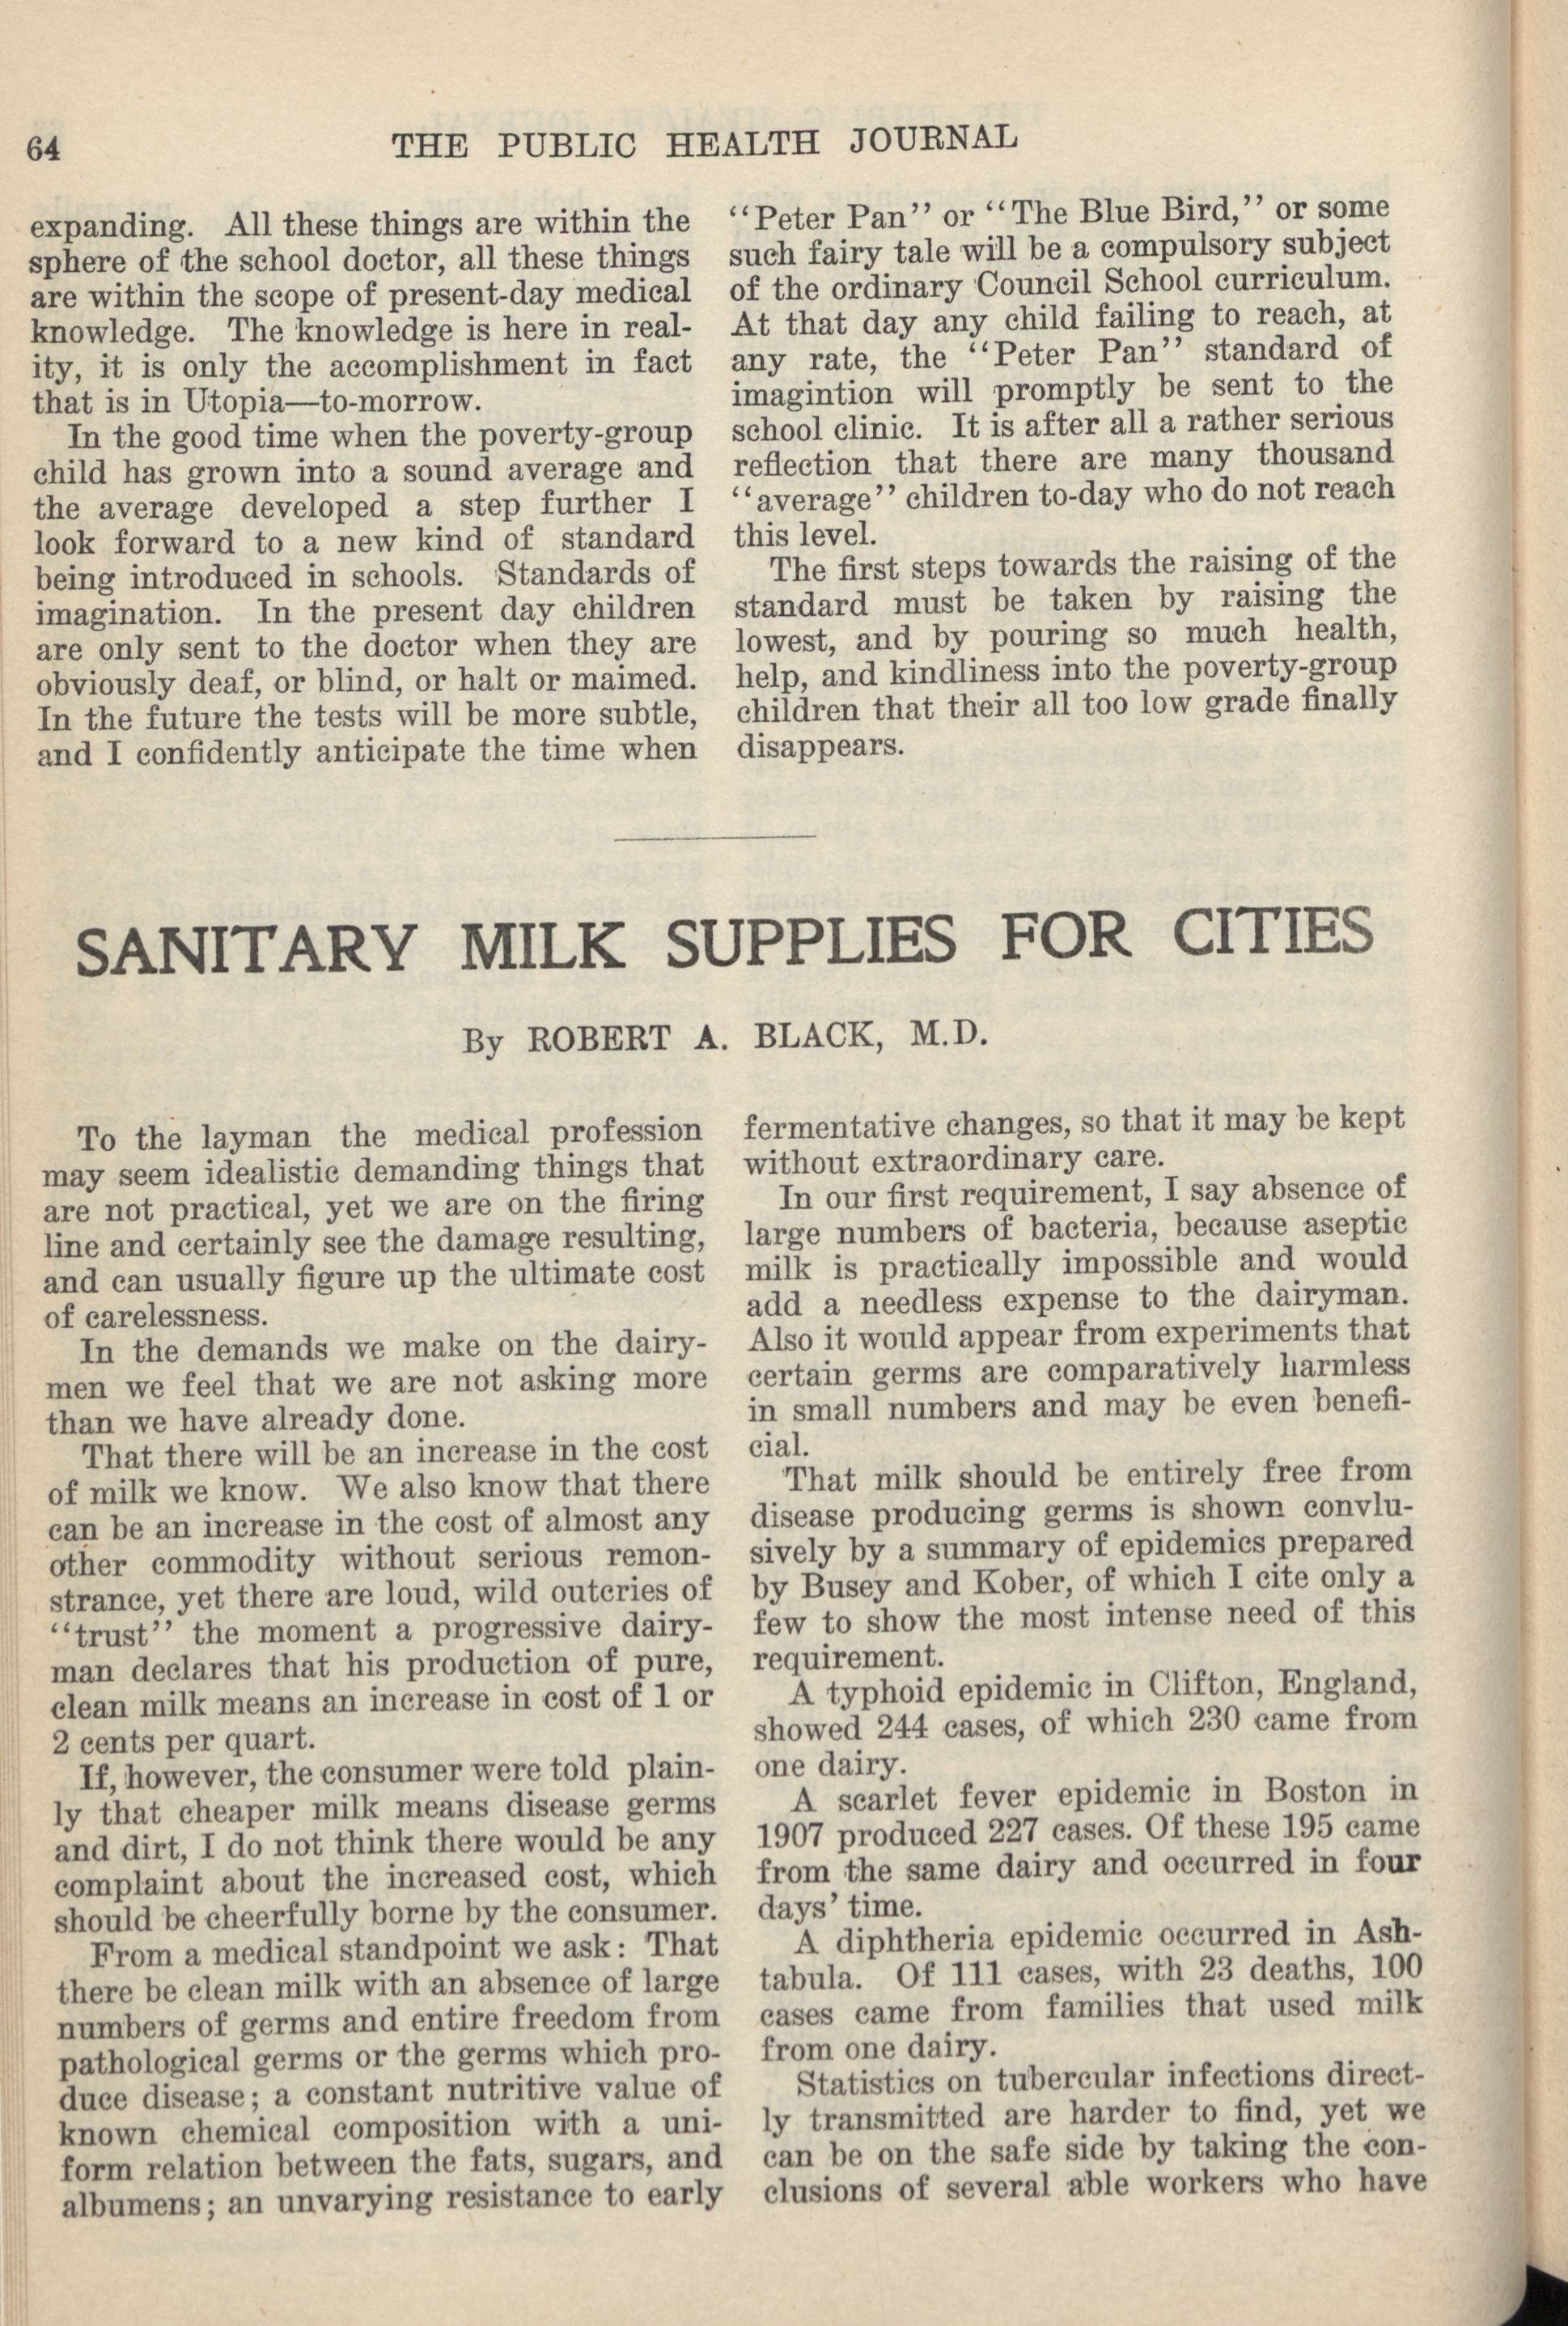 64
THE PUBLIC HEALTH JOURNAL
expanding. All these things are within the
sphere of the school doctor, all these things
are within the scope of present-day medical
knowledge. The knowledge is here in real-
ity, it is only the accomplishment in fact
that is in Utopia—to-morrow.
In the good time when the poverty-group
child has grown into a sound average and
the average developed a step further I
look forward to a new kind of standard
being introduced in schools. Standards of
imagination. In the present day children
are only sent to the doctor when they are
obviously deaf, or blind, or halt or maimed.
In the future the tests will be more subtle,
and I confidently anticipate the time when
"Peter Pan" or "The Blue Bird," or some
such fairy tale will be a compulsory subject
of the ordinary Council School curriculum.
At that day any child failing to reach, at
any rate, the "Peter Pan" standard of
imagintion will promptly be sent to the
school clinic. It is after all a rather serious
reflection that there are many thousand
"average" children to-day who do not reach
this level.
The first steps towards the raising of the
standard must be taken by raising the
lowest, and by pouring so much health,
help, and kindliness into the poverty-group
children that their all too low grade finally
disappears.
SANITARY MILK SUPPLIES FOR CITIES
By ROBERT A. BLACK, M.D.
To the layman the medical profession
may seem idealistic demanding things that
are not practical, yet we are on the firing
line and certainly see the damage resulting,
and can usually figure up the ultimate cost
of carelessness.
In the demands we make on the dairy-
men we feel that we are not asking more
than we have already done.
That there will be an increase in the cost
of milk we know. We also know that there
can be an increase in the cost of almost any
other commodity without serious remon-
strance, yet there are loud, wild outcries of
"trust" the moment a progressive dairy-
man declares that his production of pure,
clean milk means an increase in cost of 1 or
2 cents per quart.
If, however, the consumer were told plain-
ly that cheaper milk means disease germs
and dirt, I do not think there would be any
complaint about the increased cost, which
should be cheerfully borne by the consumer.
From a medical standpoint we ask: That
there be clean milk with an absence of large
numbers of germs and entire freedom from
pathological germs or the germs which pro-
duce disease; a constant nutritive value of
known chemical composition with a uni-
form relation between the fats, sugars, and
albumens; an unvarying resistance to early
fermentative changes, so that it may be kept
without extraordinary care.
In our first requirement, I say absence of
large numbers of bacteria, because aseptic
milk is practically impossible and would
add a needless expense to the dairyman.
Also it would appear from experiments that
certain germs are comparatively harmless
in small numbers and may be even benefi-
cial.
That milk should be entirely free from
disease producing germs is shown convlu-
sively by a summary of epidemics prepared
by Busey and Kober, of which I cite only a
few to show the most intense need of this
requirement.
A typhoid epidemic in Clifton, England,
showed 244 cases, of which 230 came from
one dairy.
A scarlet fever epidemic in Boston in
1907 produced 227 cases. Of these 195 came
from the same dairy and occurred in four
days' time.
A diphtheria epidemic occurred in Ash-
tabula. Of 111 cases, with 23 deaths, 100
cases came from families that used milk
from one dairy.
Statistics on tubercular infections direct-
ly transmitted are harder to find, yet we
can be on the safe side by taking the con-
clusions of several able workers who have